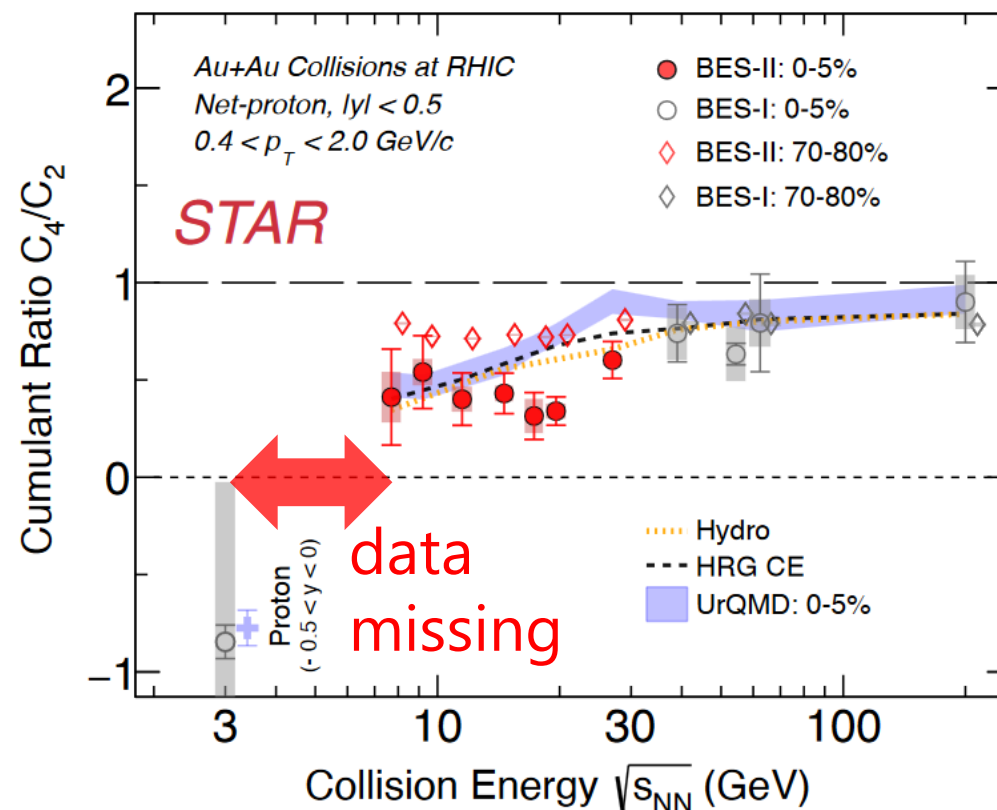 Au+Au Collisions at RHIC
Net-proton, |y| < 0.5
0.4 < p_T < 2.0 GeV/c
STAR
BES-II: 0-5%
BES-I: 0-5%
BES-II: 70-80%
BES-I: 70-80%
Cumulant Ratio C₄/C₂
2
1
0
−1
data
missing
Proton
(- 0.5 < y < 0)
Hydro
HRG CE
UrQMD: 0-5%
3
10
30
100
Collision Energy √s_NN (GeV)